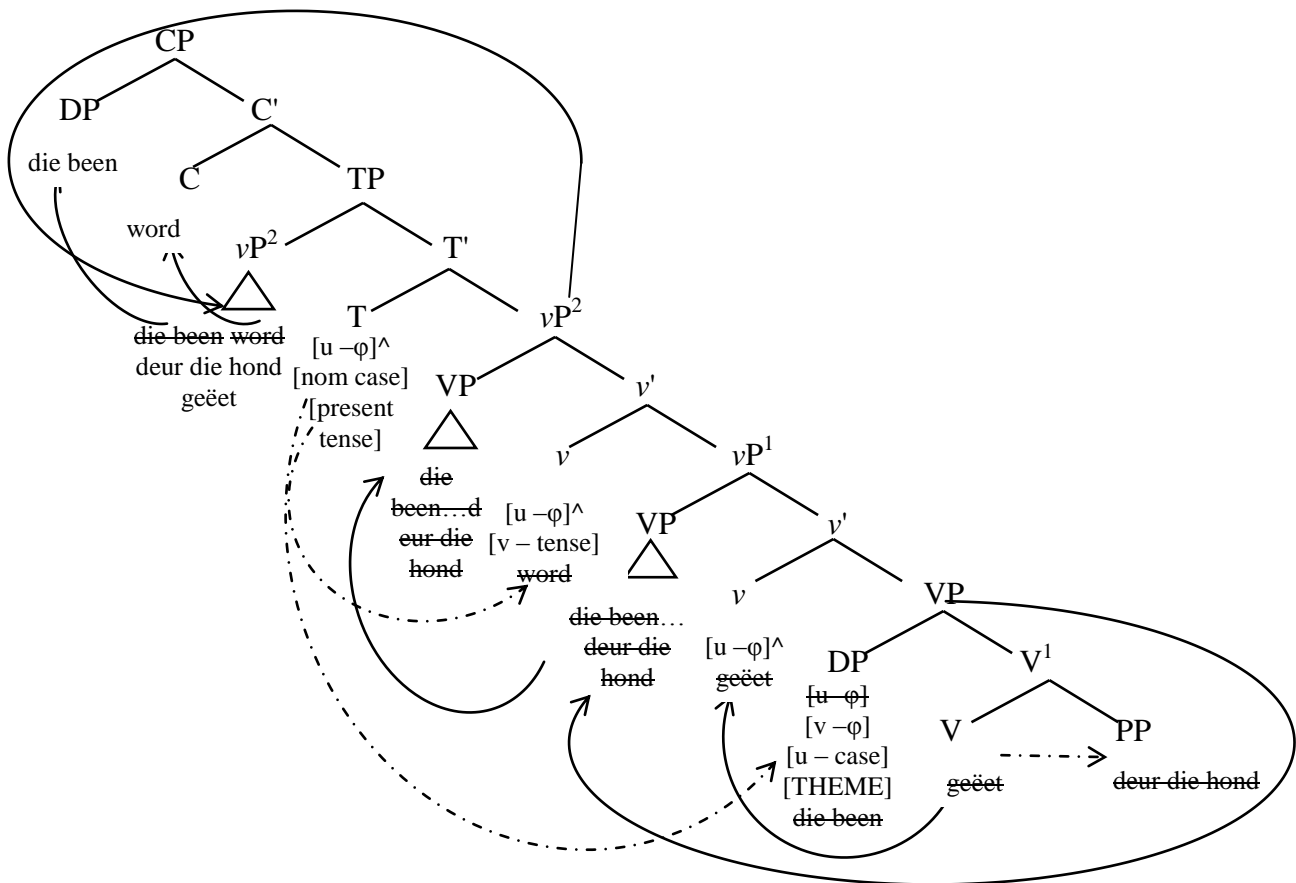 CP
DP C'
die been
C TP
word
vP² T'
T vP²
die been word
deur die hond
geëet
[u –φ]^
[nom case]
[present
tense]
VP v'
v vP¹
die
been…d
eur die
hond
[u –φ]^
[v – tense]
word
VP v'
v VP
die been…
deur die
hond
[u –φ]^
geëet
DP V¹
[u –φ]
[v –φ]
[u – case]
[THEME]
die been
V PP
geëet deur die hond